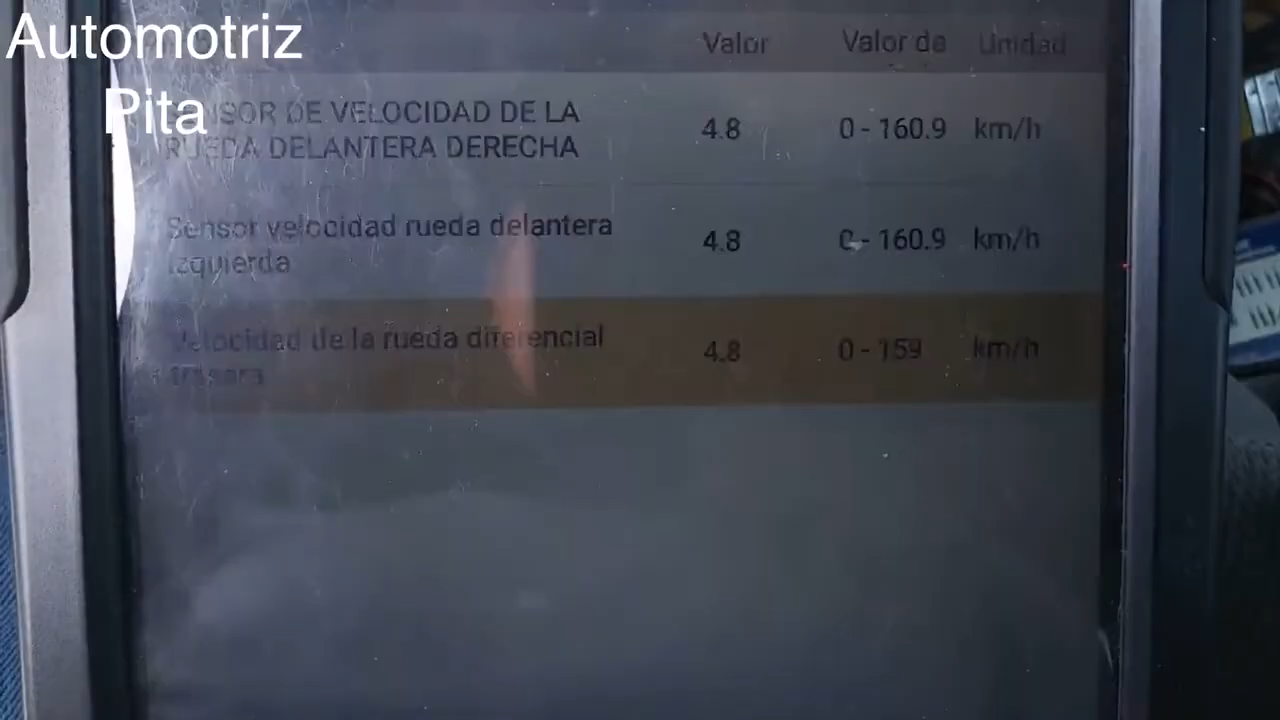 Automotriz
Pita
Valor Valor de Unidad
SENSOR DE VELOCIDAD DE LA
RUEDA DELANTERA DERECHA
4.8 0 - 160.9 km/h
Sensor velocidad rueda delantera
izquierda
4.8 0 - 160.9 km/h
Velocidad de la rueda diferencial
trasera
4.8 0 - 159 km/h